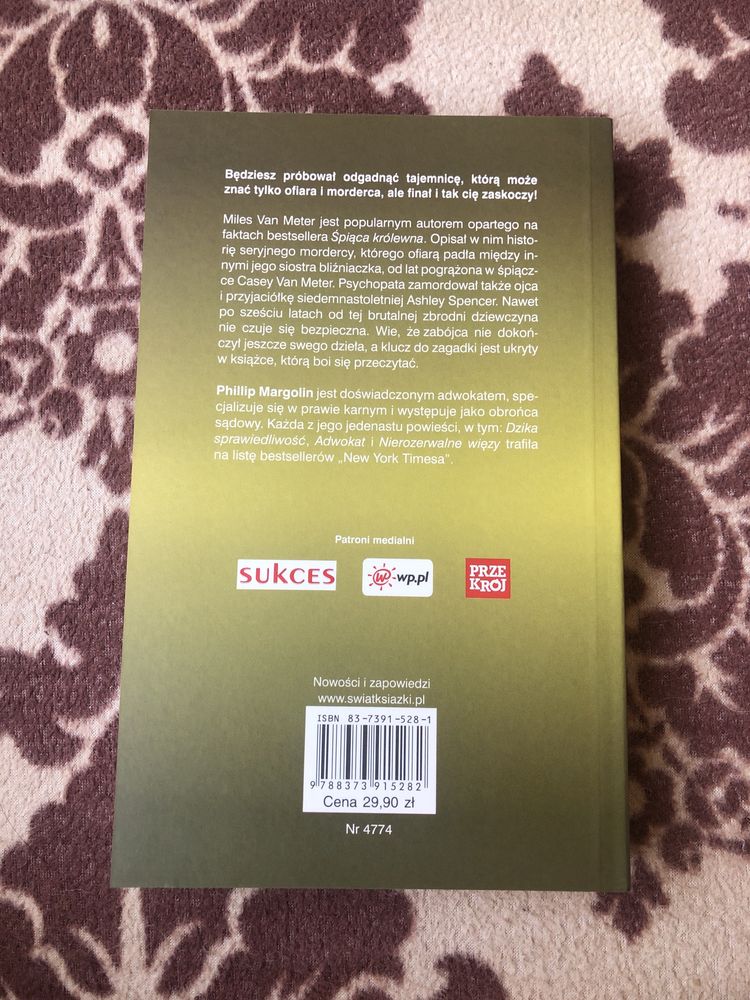 Będziesz próbował odgadnąć tajemnicę, którą może
znać tylko ofiara i morderca, ale finał i tak cię zaskoczy!
Miles Van Meter jest popularnym autorem opartego na
faktach bestsellera Śpiąca królewna. Opisał w nim histo-
rię seryjnego mordercy, którego ofiarą padła między in-
nymi jego siostra bliźniaczka, od lat pogrążona w śpiącz-
ce Casey Van Meter. Psychopata zamordował także ojca
i przyjaciółkę siedemnastoletniej Ashley Spencer. Nawet
po sześciu latach od tej brutalnej zbrodni dziewczyna
nie czuje się bezpieczna. Wie, że zabójca nie dokoń-
czył jeszcze swego dzieła, a klucz do zagadki jest ukryty
w książce, którą boi się przeczytać.
Phillip Margolin jest doświadczonym adwokatem, spe-
cjalizuje się w prawie karnym i występuje jako obrońca
sądowy. Każda z jego jedenastu powieści, w tym: Dzika
sprawiedliwość, Adwokat i Nierozerwalne więzy trafiła
na listę bestsellerów „New York Timesa”.
Patroni medialni
SUKCES
w-wp.pl
PRZE
KRÓJ
Nowości i zapowiedzi
www.swiatksiazki.pl
ISBN 83-7391-528-1
9 788373 915282
Cena 29,90 zł
Nr 4774